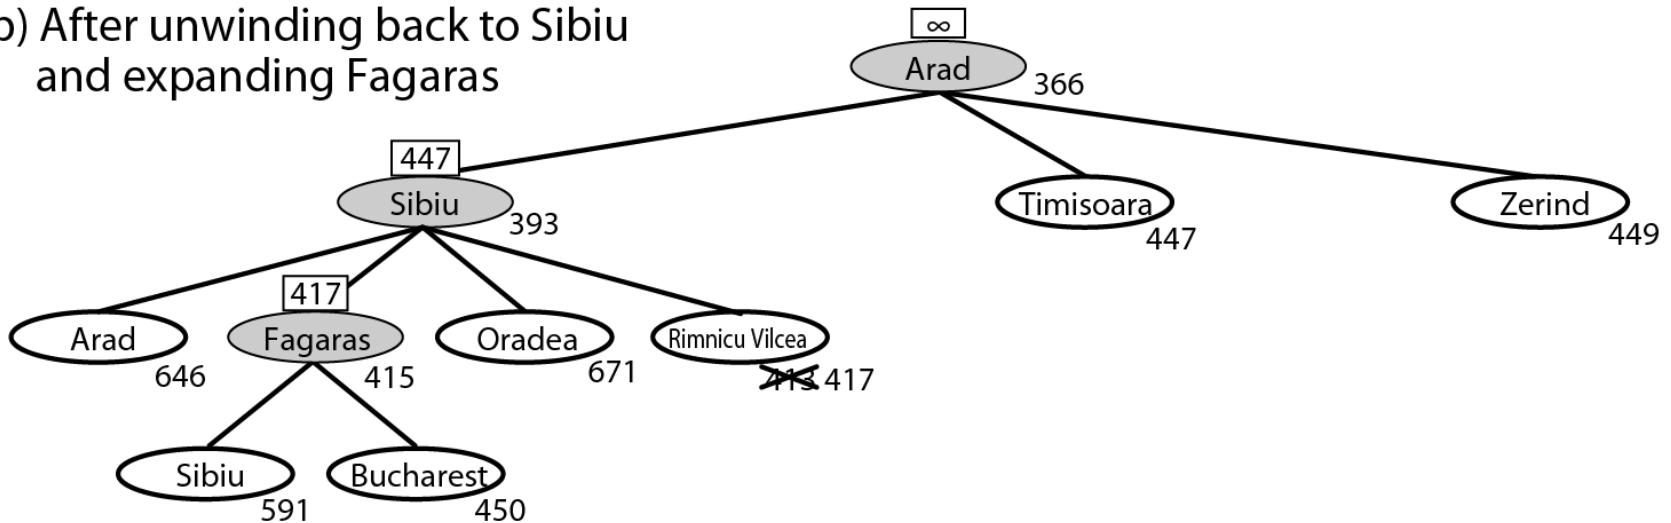 b) After unwinding back to Sibiu
and expanding Fagaras
∞
Arad
366
447
Sibiu
393
Timisoara
447
Zerind
449
417
Arad
646
Fagaras
415
Oradea
671
Rimnicu Vilcea
413 417
Sibiu
591
Bucharest
450